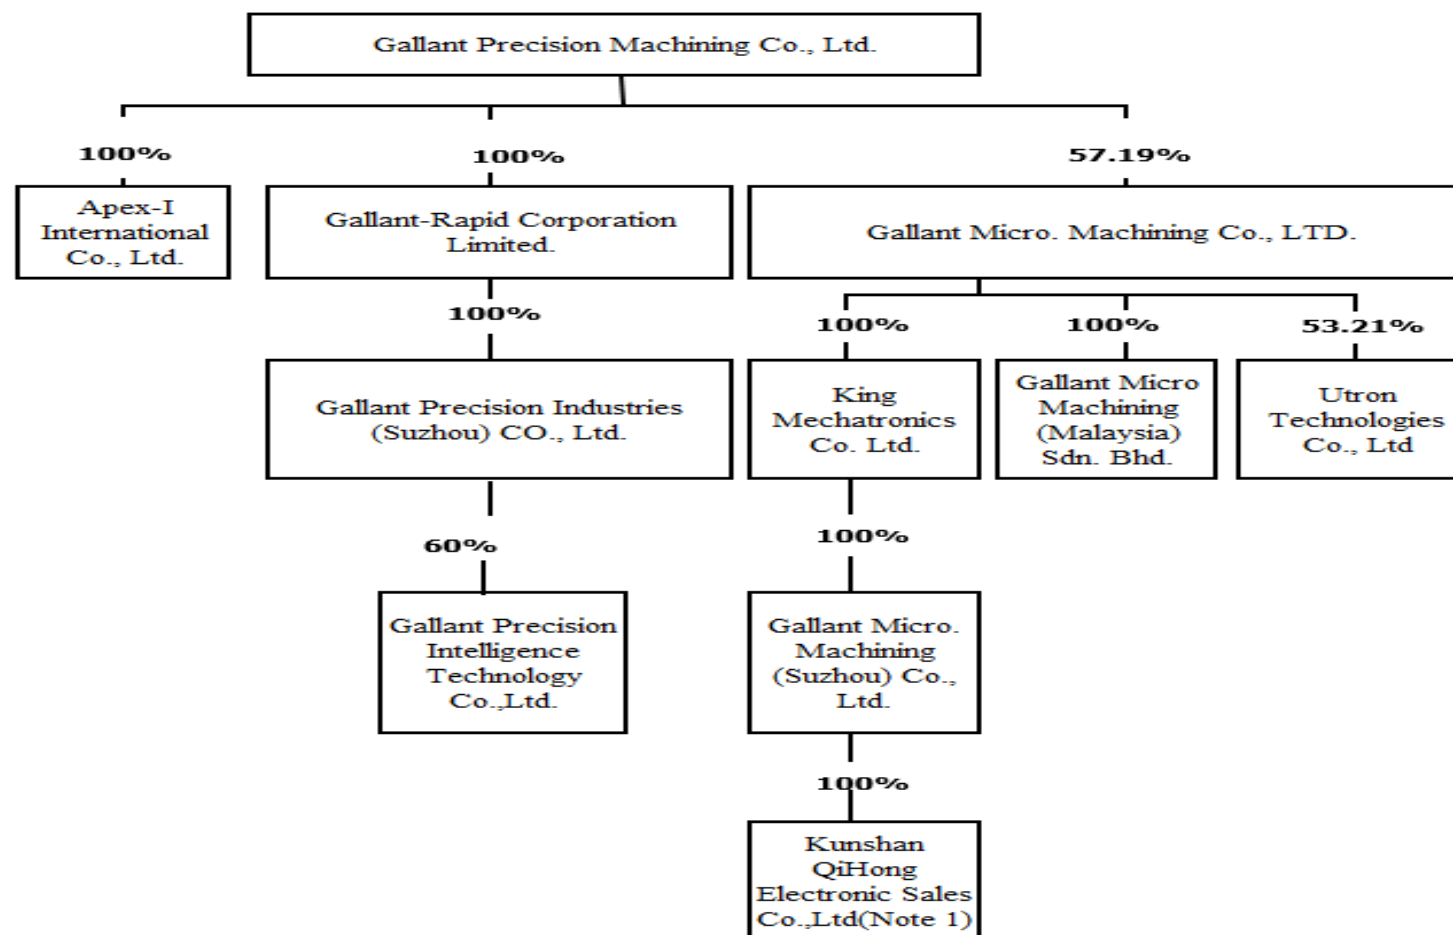 Gallant Precision Machining Co., Ltd.
100%
100%
57.19%
Apex-I
International
Co., Ltd.
Gallant-Rapid Corporation
Limited.
Gallant Micro. Machining Co., LTD.
100%
100%
100%
53.21%
Gallant Precision Industries
(Suzhou) CO., Ltd.
King
Mechatronics
Co. Ltd.
Gallant Micro
Machining
(Malaysia)
Sdn. Bhd.
Utron
Technologies
Co., Ltd
60%
100%
Gallant Precision
Intelligence
Technology
Co.,Ltd.
Gallant Micro.
Machining
(Suzhou) Co.,
Ltd.
100%
Kunshan
QiHong
Electronic Sales
Co.,Ltd(Note 1)